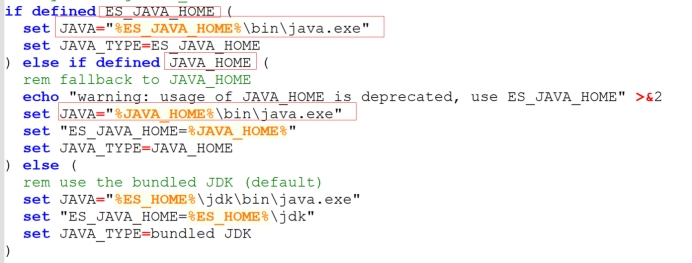 if defined ES_JAVA_HOME (
  set JAVA="%ES_JAVA_HOME%\bin\java.exe"
  set JAVA_TYPE=ES_JAVA_HOME
) else if defined JAVA_HOME (
  rem fallback to JAVA_HOME
  echo "warning: usage of JAVA_HOME is deprecated, use ES_JAVA_HOME" >&2
  set JAVA="%JAVA_HOME%\bin\java.exe"
  set "ES_JAVA_HOME=%JAVA_HOME%"
  set JAVA_TYPE=JAVA_HOME
) else (
  rem use the bundled JDK (default)
  set JAVA="%ES_HOME%\jdk\bin\java.exe"
  set "ES_JAVA_HOME=%ES_HOME%\jdk"
  set JAVA_TYPE=bundled JDK
)